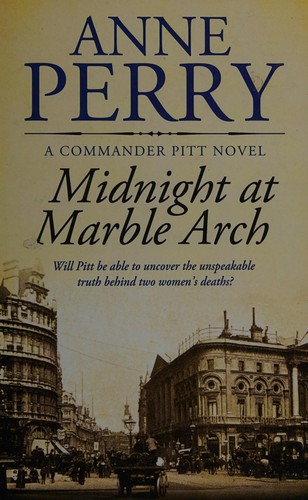 ANNE
PERRY
A COMMANDER PITT NOVEL
Midnight at
Marble Arch
Will Pitt be able to uncover the unspeakable
truth behind two women's deaths?